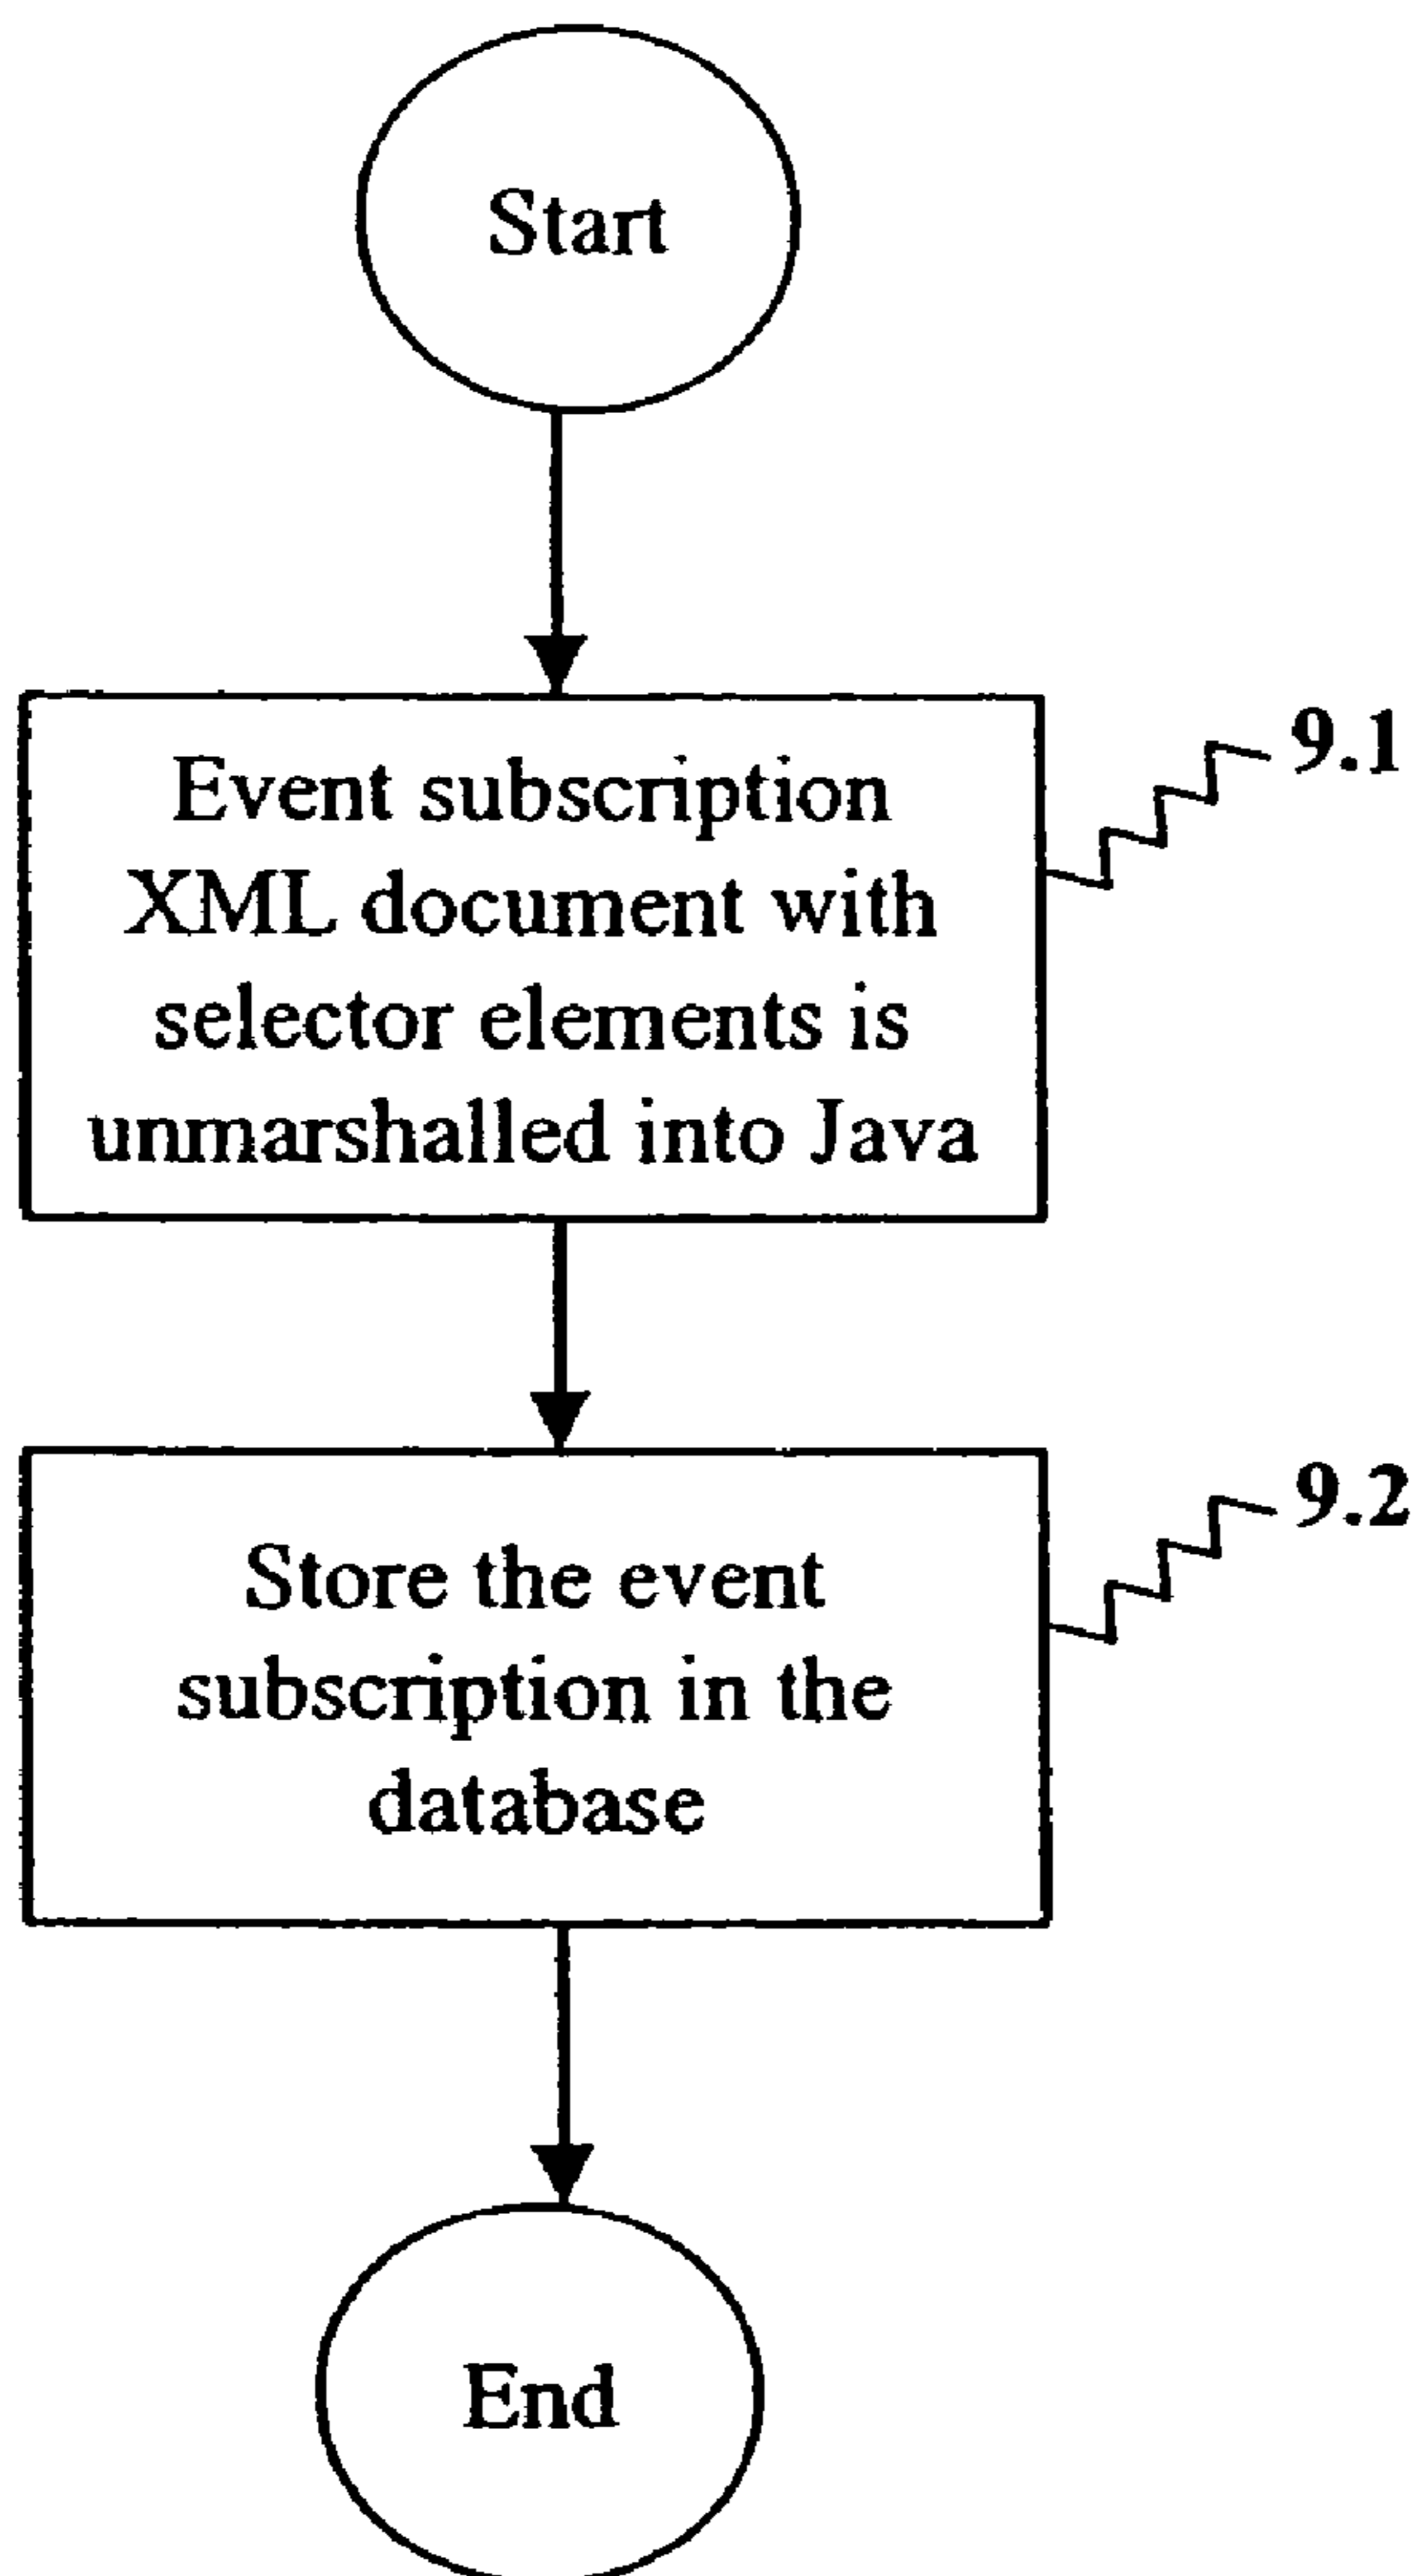 Start
Event subscription
XML document with
selector elements is
unmarshalled into Java
9.1
Store the event
subscription in the
database
9.2
End